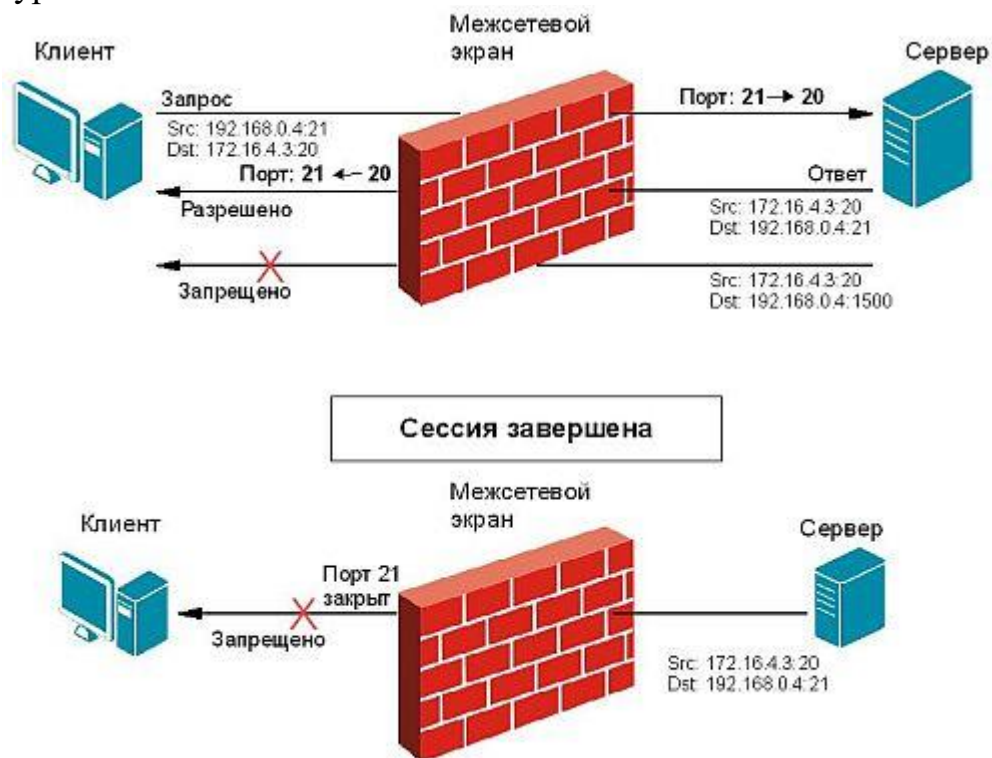 ур
Клиент
Межсетевой
экран
Сервер
Запрос
Src: 192.168.0.4:21
Dst: 172.16.4.3:20
Порт: 21 → 20
Порт: 21 ←– 20
Разрешено
Ответ
Src: 172.16.4.3:20
Dst: 192.168.0.4:21
Запрещено
Src: 172.16.4.3:20
Dst: 192.168.0.4:1500
Сессия завершена
Клиент
Межсетевой
экран
Сервер
Порт 21
закрыт
Запрещено
Src: 172.16.4.3:20
Dst: 192.168.0.4:21